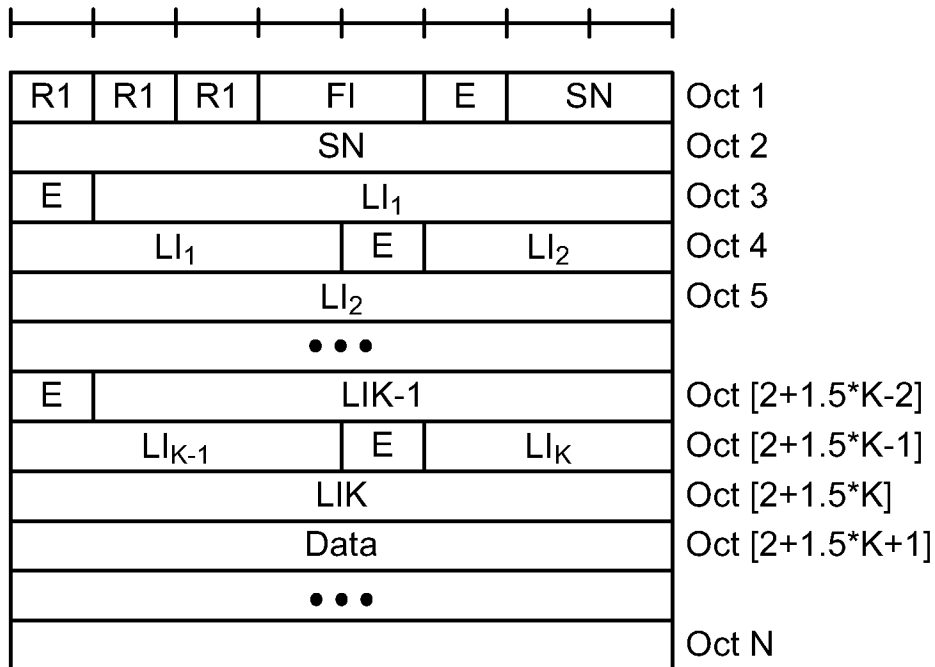 R1 R1 R1 FI E SN Oct 1
SN Oct 2
E LI₁ Oct 3
LI₁ E LI₂ Oct 4
LI₂ Oct 5
•••
E LIK-1 Oct [2+1.5*K-2]
LI_K-1 E LI_K Oct [2+1.5*K-1]
LIK Oct [2+1.5*K]
Data Oct [2+1.5*K+1]
•••
Oct N